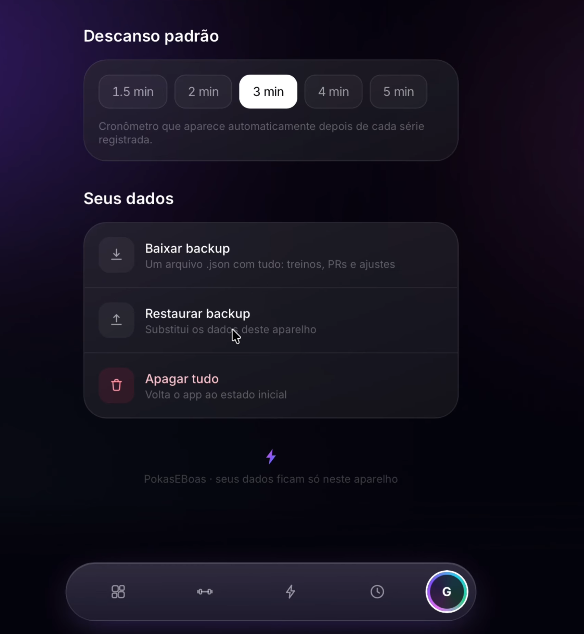 Descanso padrão
1.5 min 2 min 3 min 4 min 5 min
Cronômetro que aparece automaticamente depois de cada série
registrada.
Seus dados
Baixar backup
Um arquivo .json com tudo: treinos, PRs e ajustes
Restaurar backup
Substitui os dados deste aparelho
Apagar tudo
Volta o app ao estado inicial
PokasEBoas · seus dados ficam só neste aparelho
G